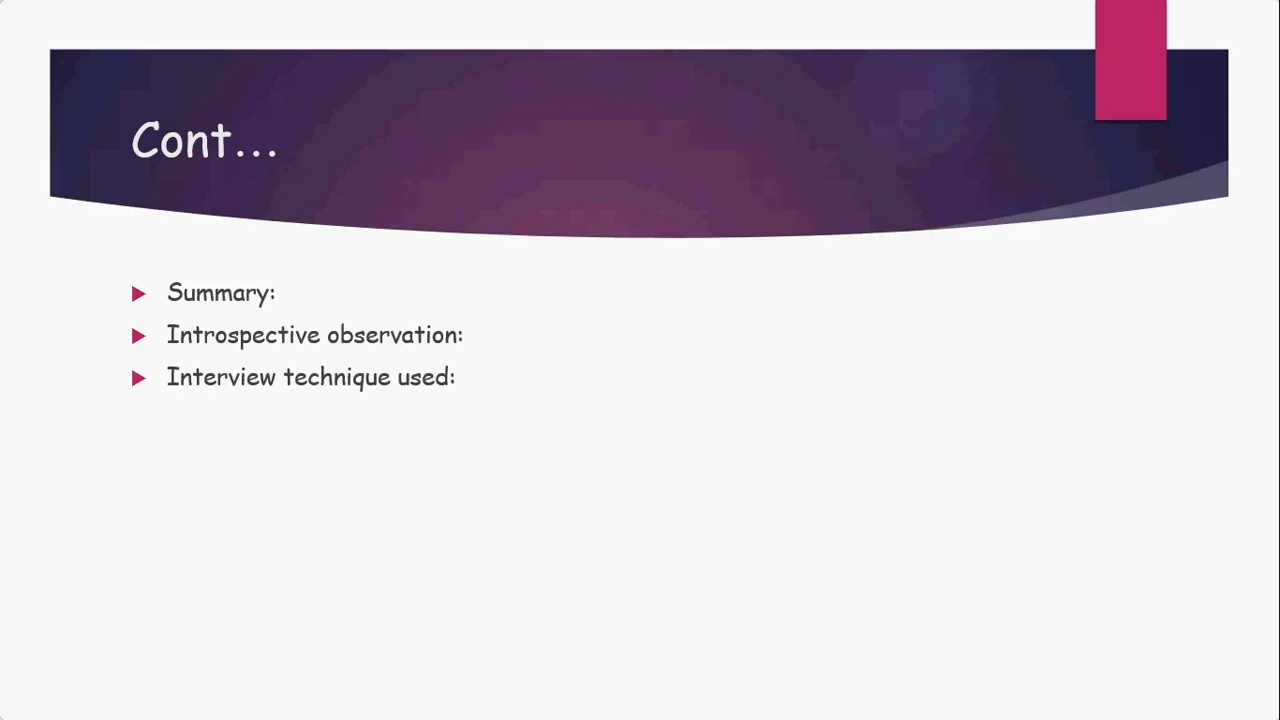 Cont...
Summary:
Introspective observation:
Interview technique used: